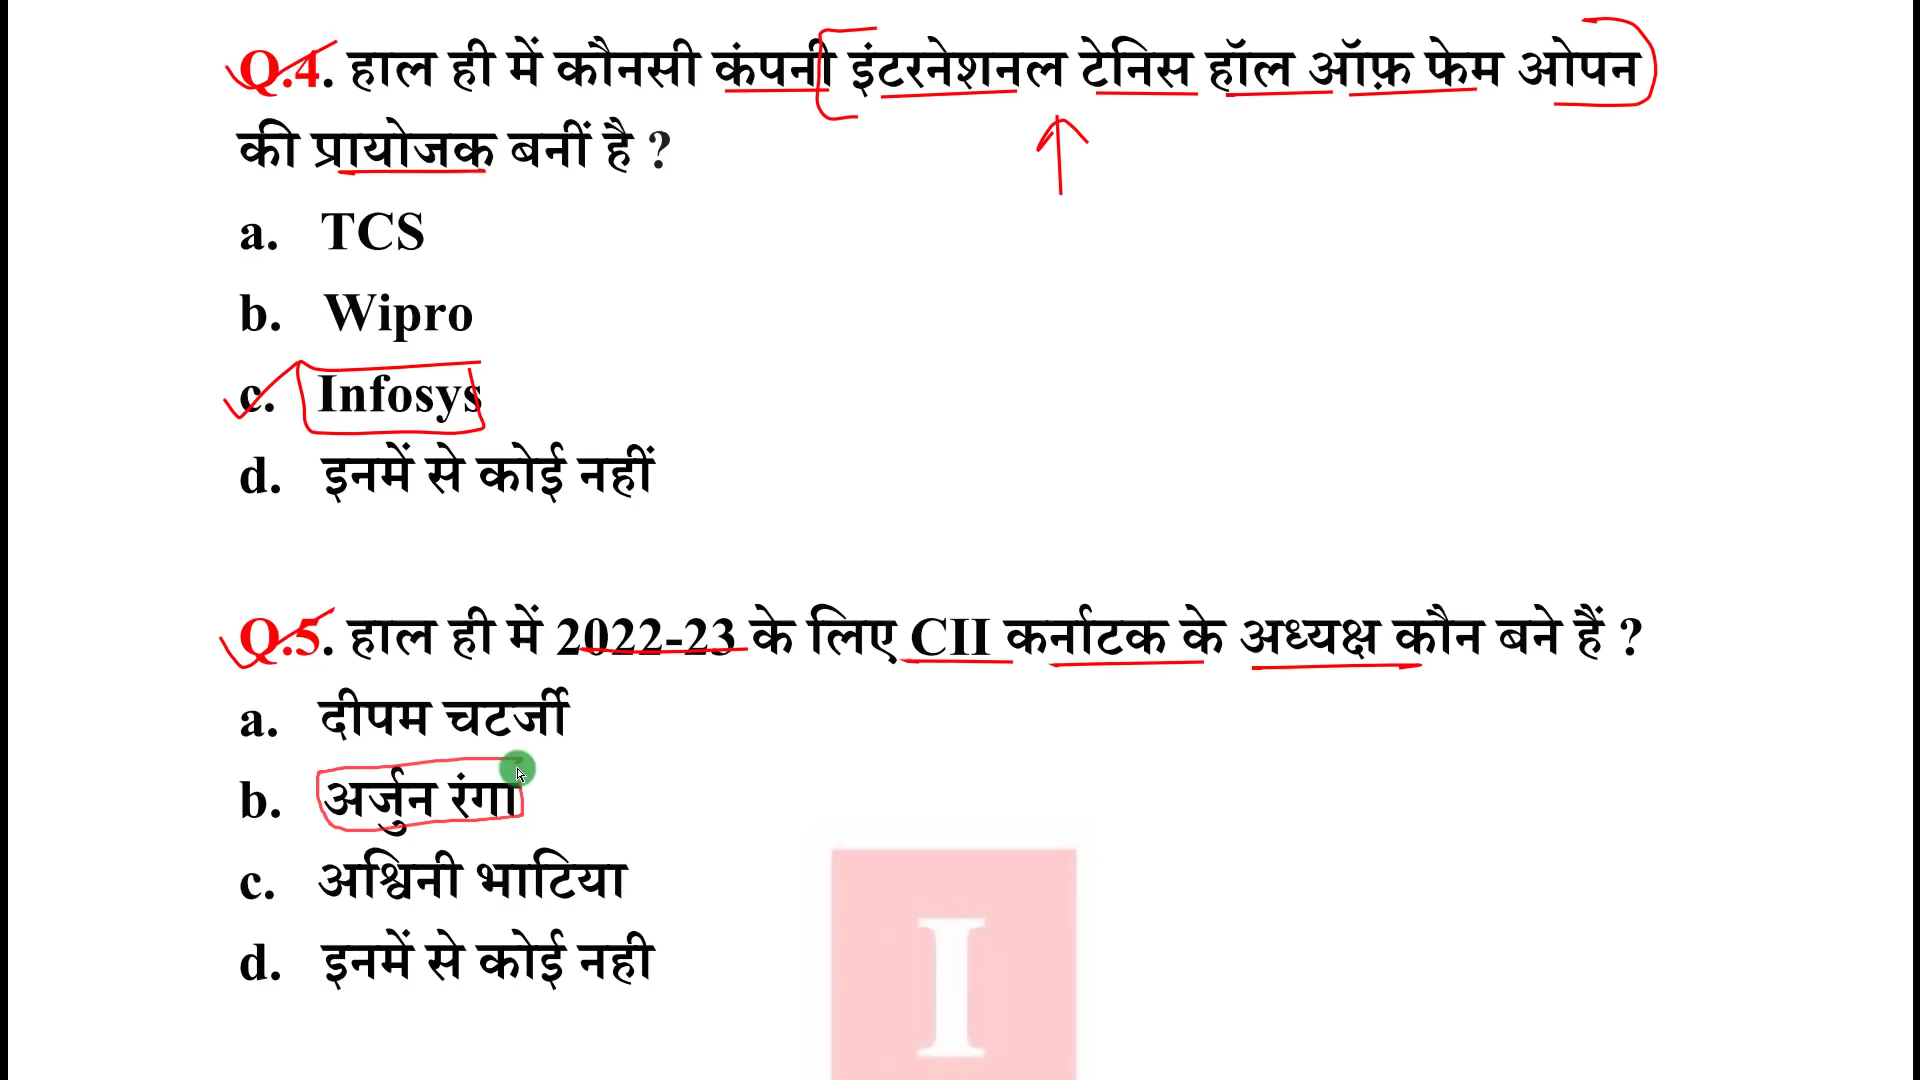 Q.4. हाल ही में कौनसी कंपनी इंटरनेशनल टेनिस हॉल ऑफ़ फेम ओपन
की प्रायोजक बनीं है ?
a. TCS
b. Wipro
c. Infosys
d. इनमें से कोई नहीं
Q.5. हाल ही में 2022-23 के लिए CII कर्नाटक के अध्यक्ष कौन बने हैं ?
a. दीपम चटर्जी
b. अर्जुन रंगा
c. अश्विनी भाटिया
d. इनमें से कोई नही
I